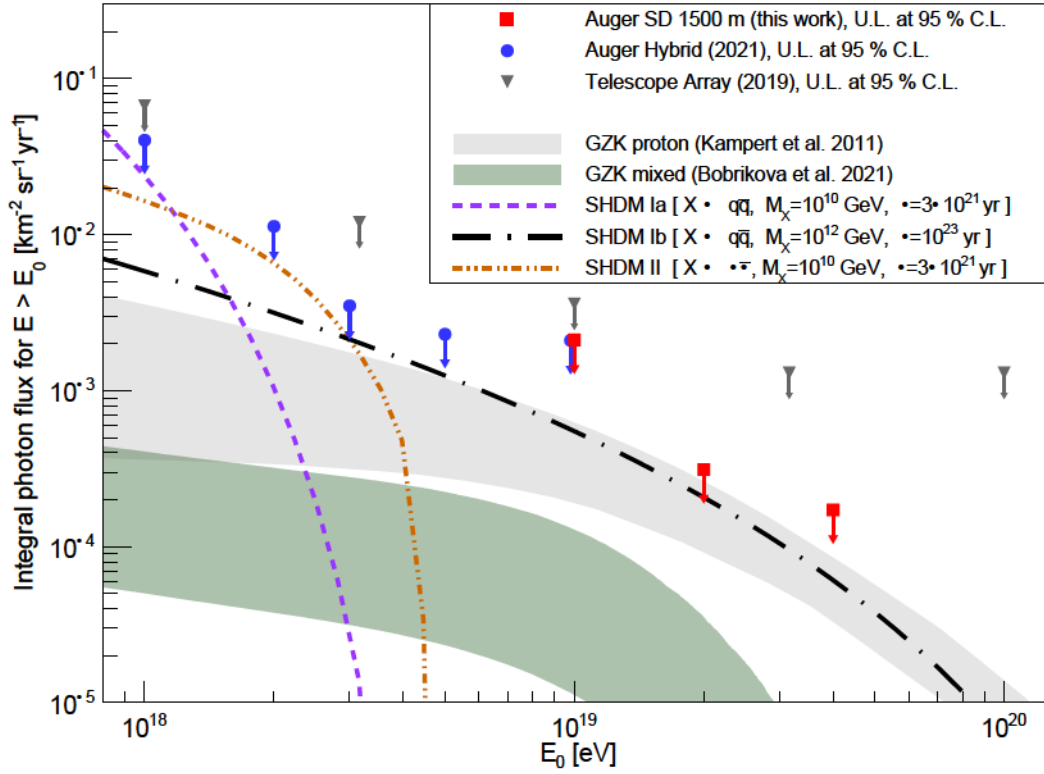 Auger SD 1500 m (this work), U.L. at 95 % C.L.
Auger Hybrid (2021), U.L. at 95 % C.L.
Telescope Array (2019), U.L. at 95 % C.L.
GZK proton (Kampert et al. 2011)
GZK mixed (Bobrikova et al. 2021)
SHDM Ia [ X • qq̅, M_X=10^10 GeV, •=3• 10^21 yr ]
SHDM Ib [ X • qq̅, M_X=10^12 GeV, •=10^23 yr ]
SHDM II [ X • ••̅, M_X=10^10 GeV, •=3• 10^21 yr ]
Integral photon flux for E > E_0 [km^-2 sr^-1 yr^-1]
10^-1
10^-2
10^-3
10^-4
10^-5
10^18
10^19
10^20
E_0 [eV]